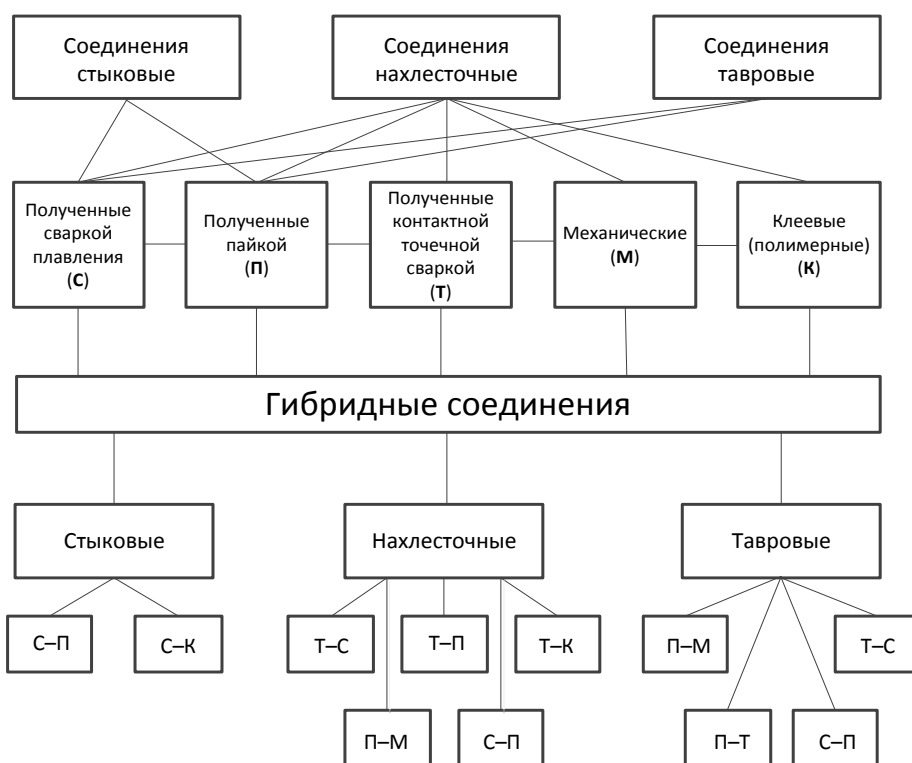 Соединения
стыковые
Соединения
нахлесточные
Соединения
тавровые
Полученные
сваркой
плавления
(С)
Полученные
пайкой
(П)
Полученные
контактной
точечной
сваркой
(Т)
Механические
(М)
Клеевые
(полимерные)
(К)
Гибридные соединения
Стыковые
Нахлесточные
Тавровые
С–П
С–К
Т–С
Т–П
Т–К
П–М
Т–С
П–М
С–П
П–Т
С–П